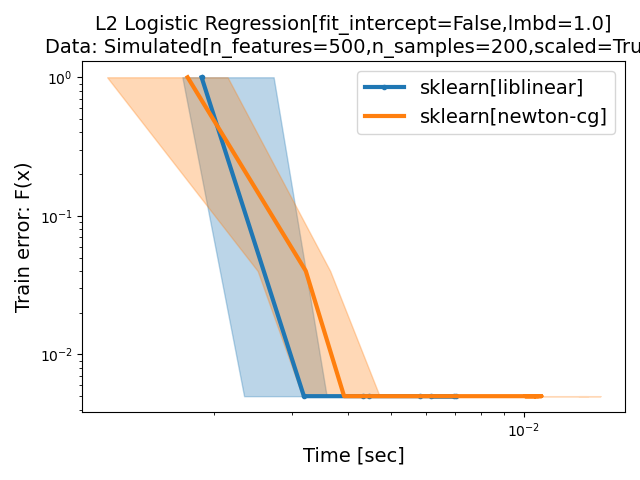 L2 Logistic Regression[fit_intercept=False,lmbd=1.0]
Data: Simulated[n_features=500,n_samples=200,scaled=Tru
10⁰
10⁻¹
10⁻²
Train error: F(x)
sklearn[liblinear]
sklearn[newton-cg]
10⁻²
Time [sec]